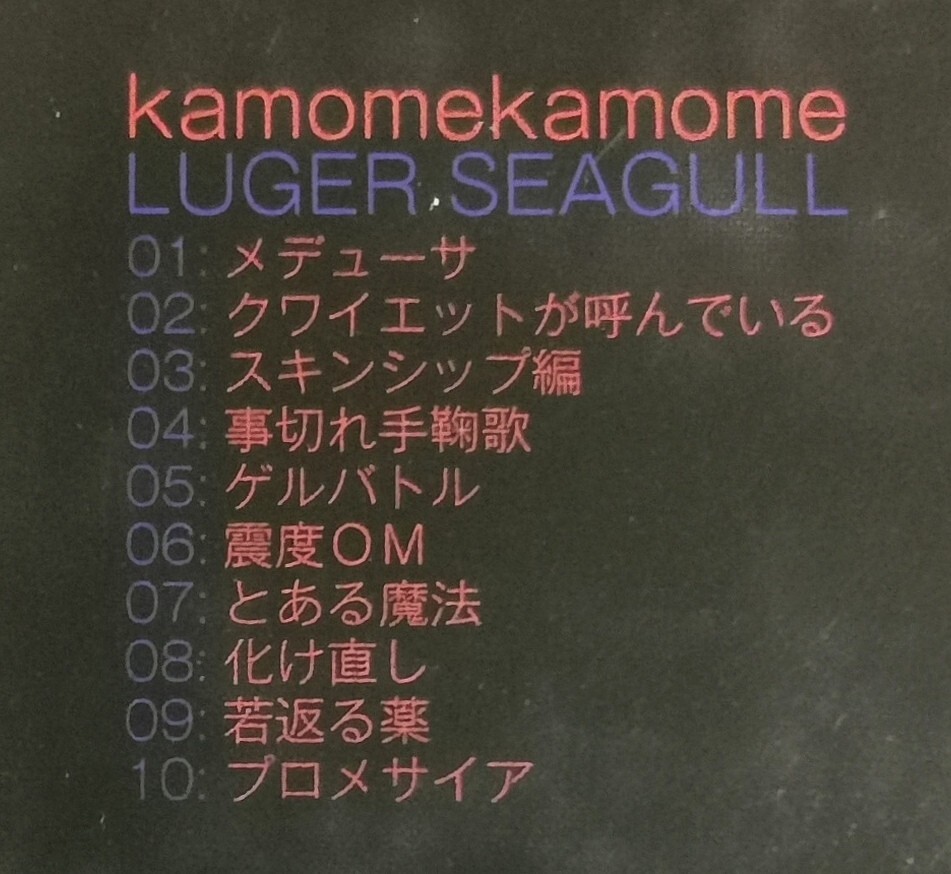 kamomekamome
LUGER SEAGULL
01: メデューサ
02: クワイエットが呼んでいる
03: スキンシップ編
04: 事切れ手鞠歌
05: ゲルバトル
06: 震度ＯＭ
07: とある魔法
08: 化け直し
09: 若返る薬
10: プロメサイア